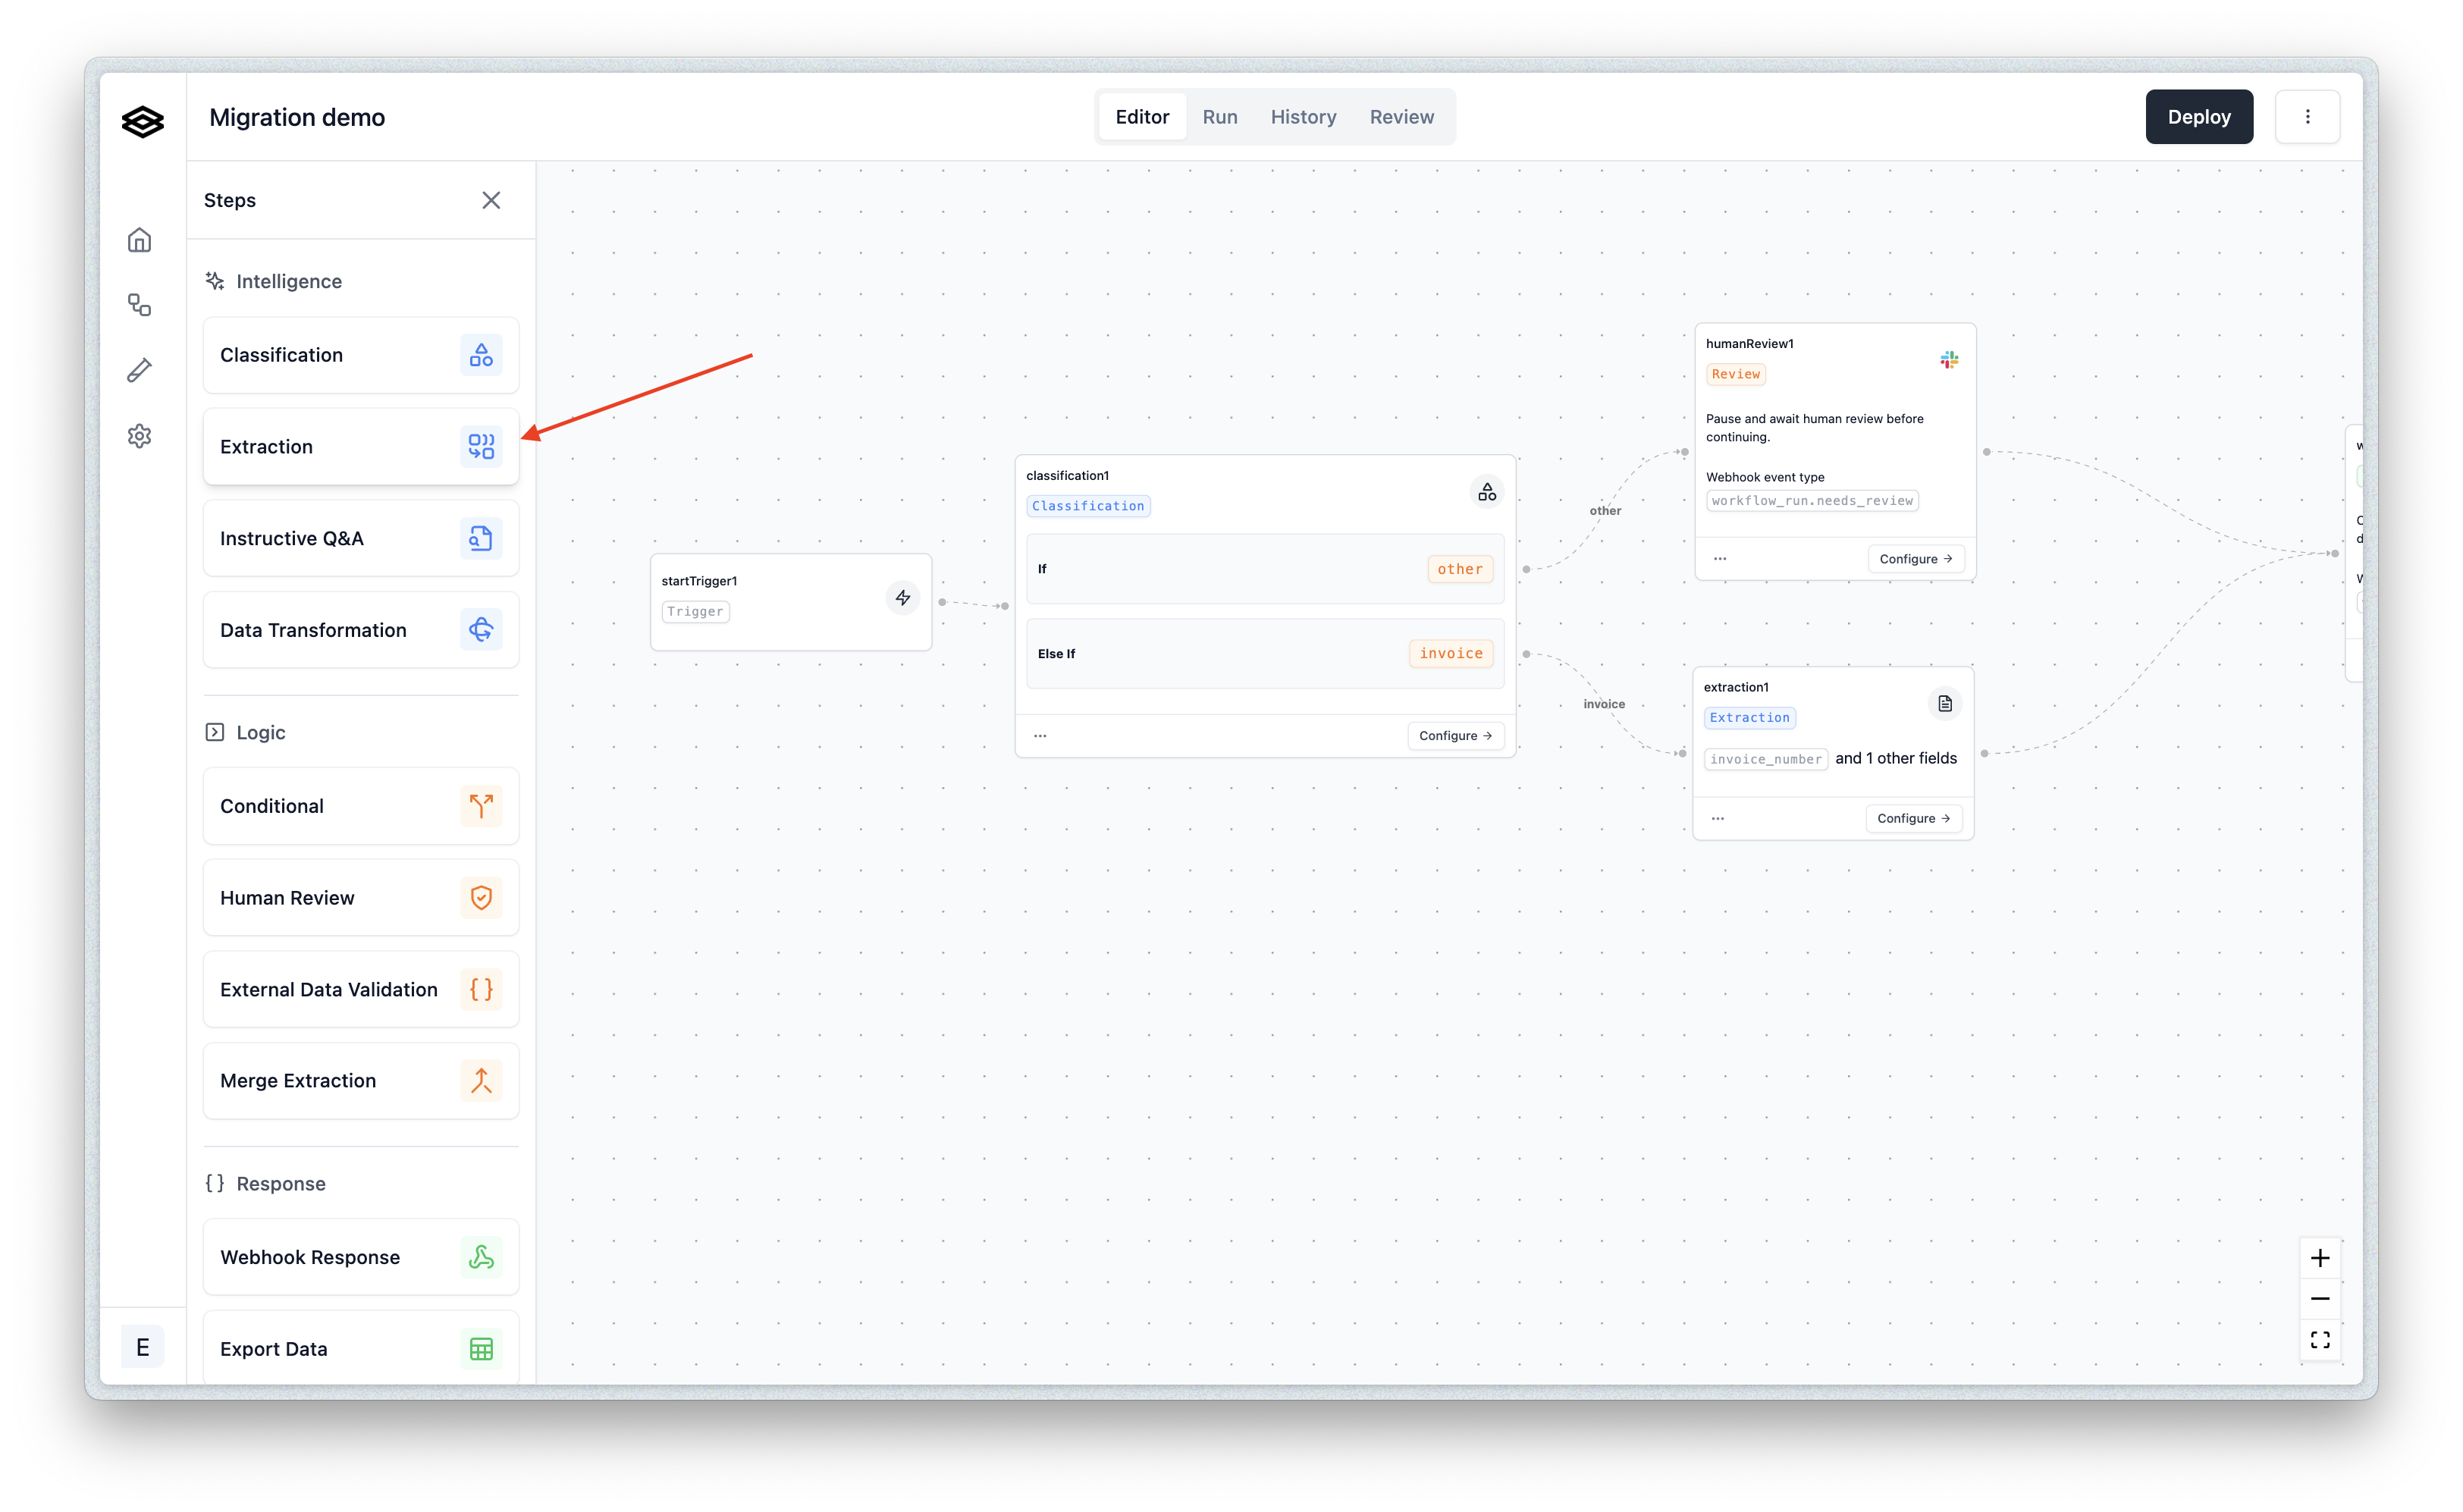 Migration demo
Editor
Run
History
Review
Deploy
Steps
Intelligence
Classification
Extraction
Instructive Q&A
Data Transformation
Logic
Conditional
Human Review
External Data Validation
Merge Extraction
Response
Webhook Response
Export Data
E
startTrigger1
Trigger
classification1
Classification
If
other
Else If
invoice
Configure →
other
invoice
humanReview1
Review
Pause and await human review before
continuing.
Webhook event type
workflow_run.needs_review
Configure →
extraction1
Extraction
invoice_number and 1 other fields
Configure →